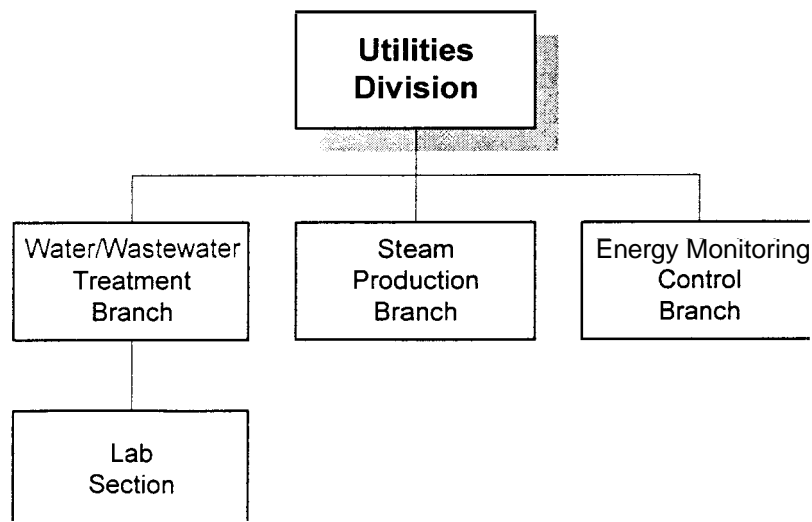 Utilities
Division
Water/Wastewater
Treatment
Branch
Steam
Production
Branch
Energy Monitoring
Control
Branch
Lab
Section